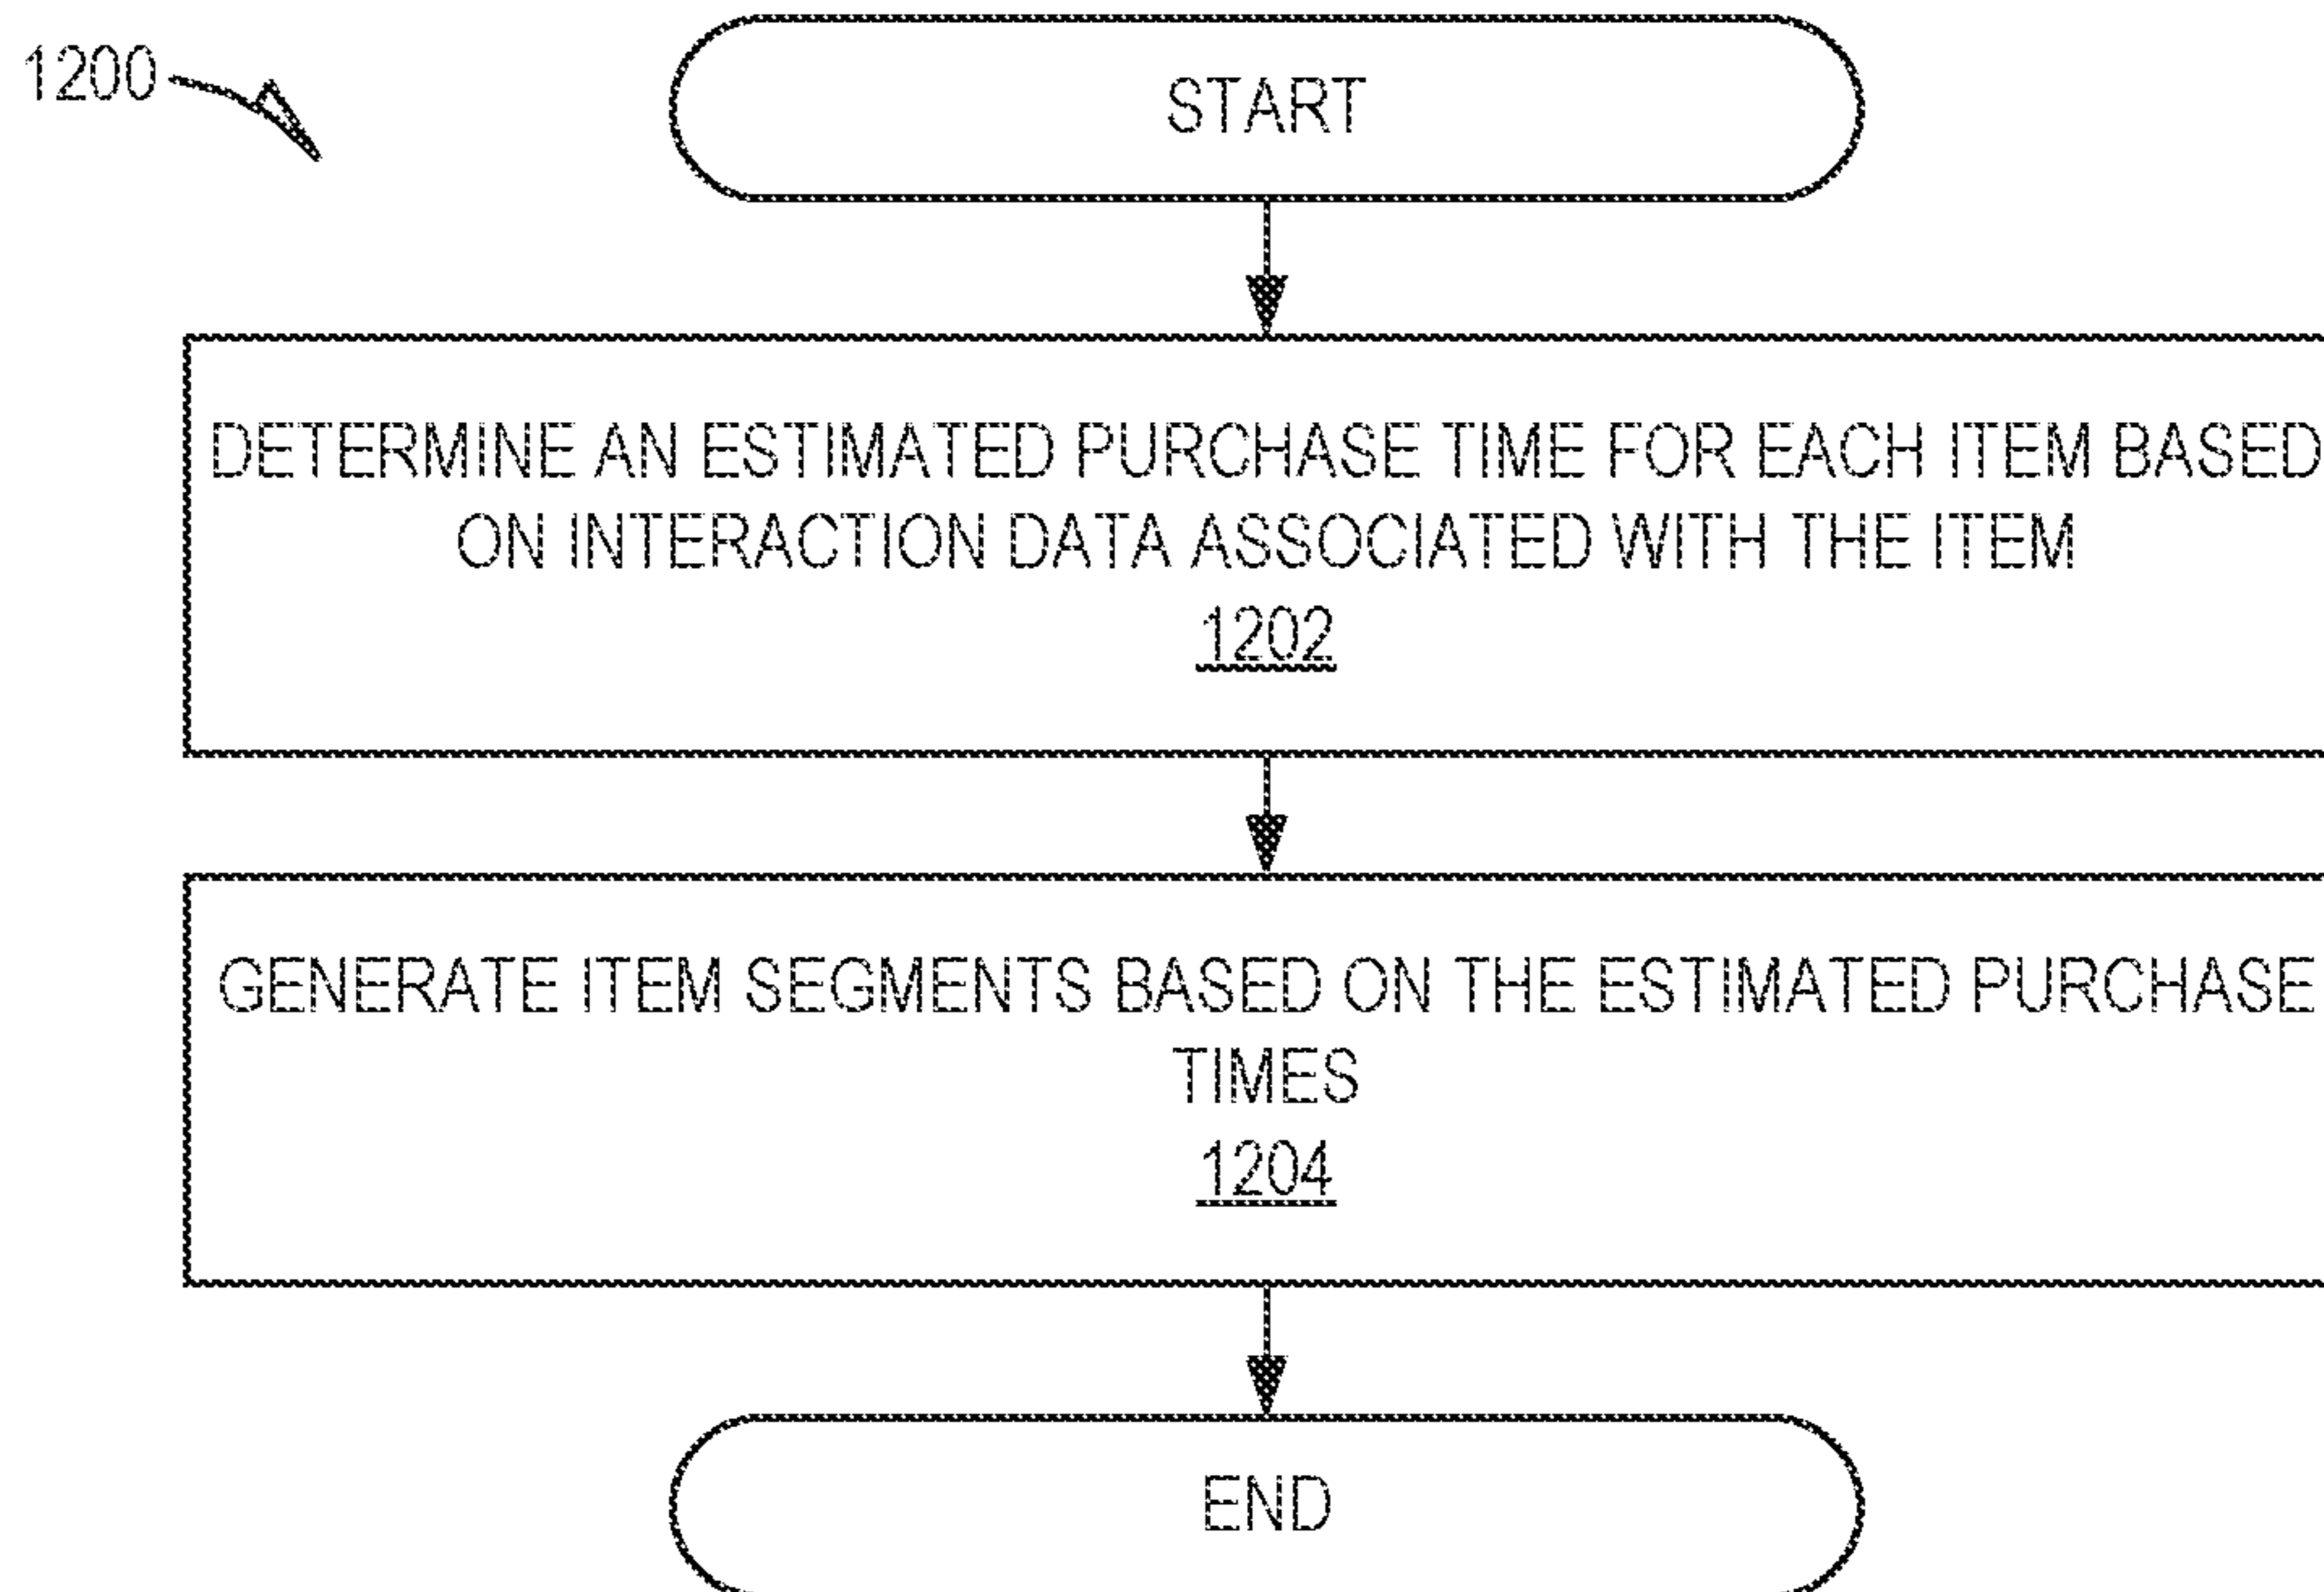 1200
START
DETERMINE AN ESTIMATED PURCHASE TIME FOR EACH ITEM BASED
ON INTERACTION DATA ASSOCIATED WITH THE ITEM
1202
GENERATE ITEM SEGMENTS BASED ON THE ESTIMATED PURCHASE
TIMES
1204
END